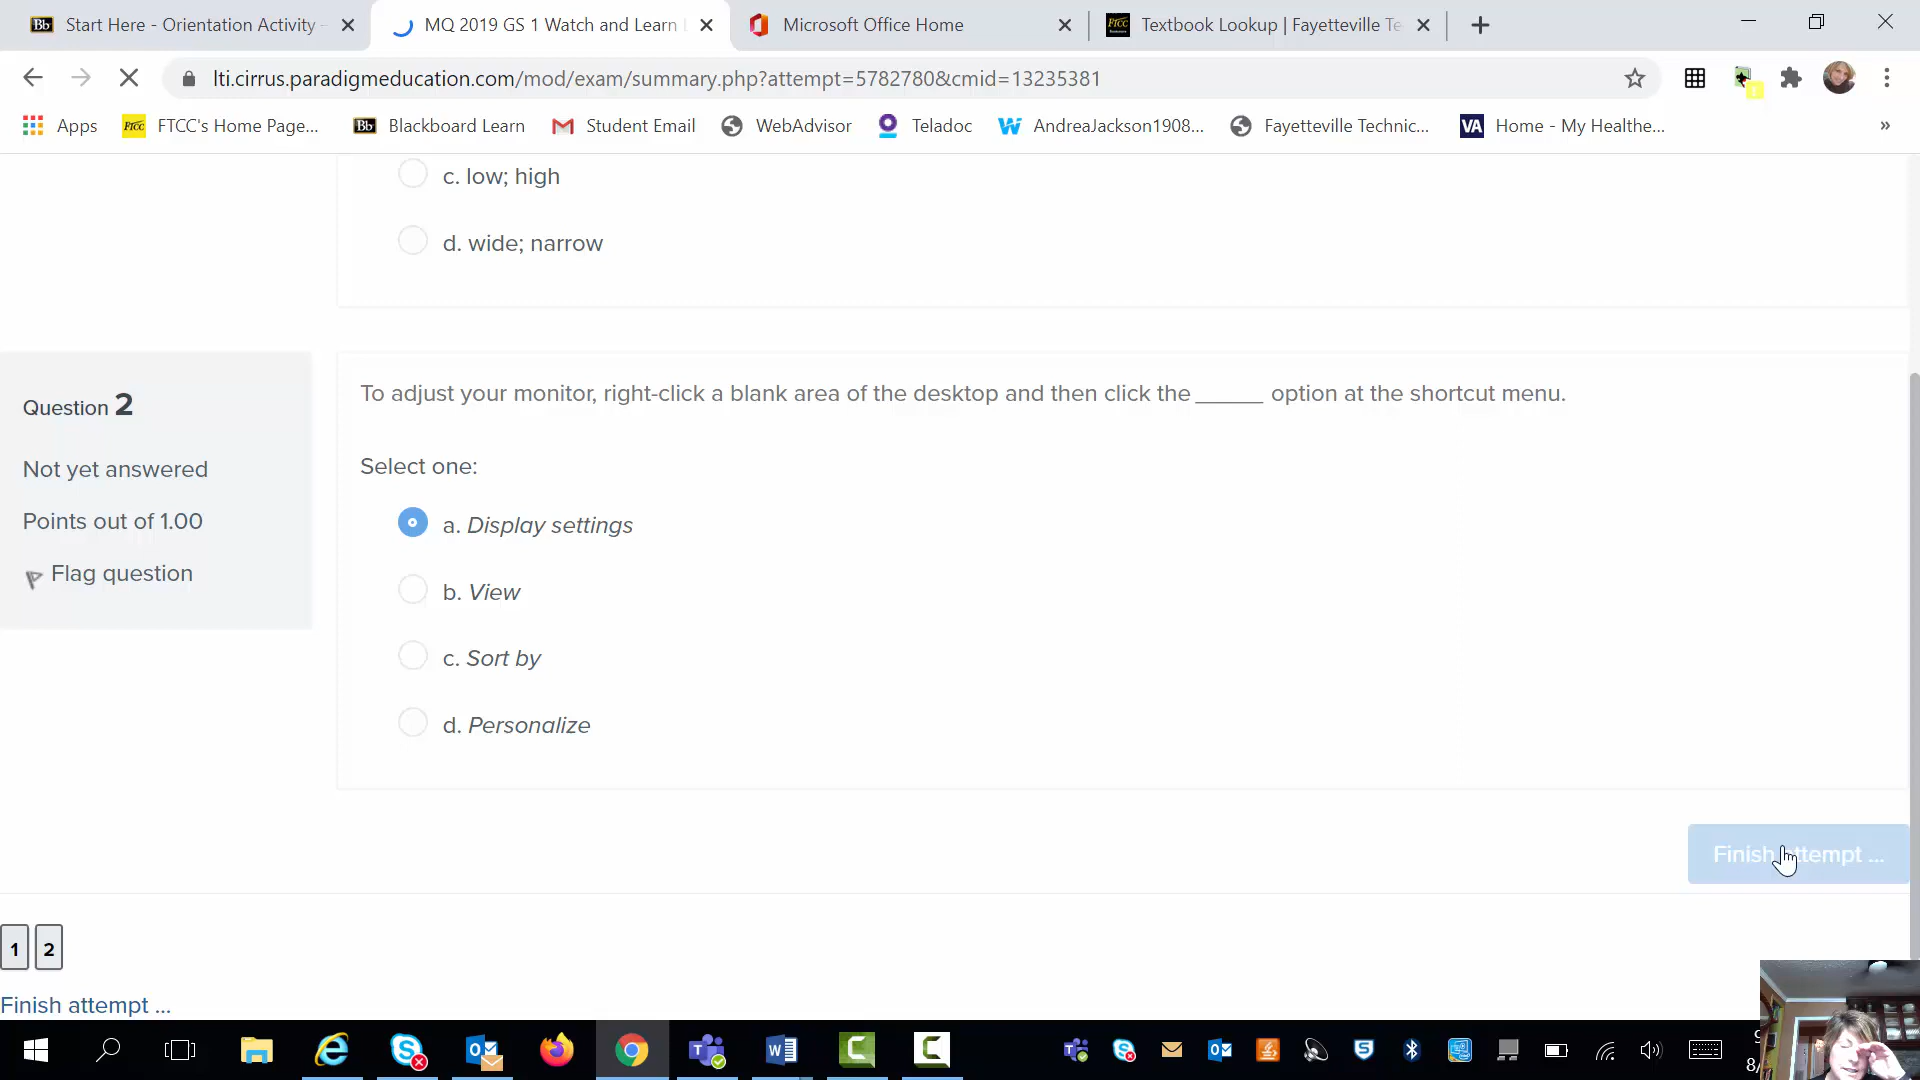 Start Here - Orientation Activity -
MQ 2019 GS 1 Watch and Learn
Microsoft Office Home
Textbook Lookup | Fayetteville Te
lti.cirrus.paradigmeducation.com/mod/exam/summary.php?attempt=5782780&cmid=13235381
Apps
FTCC's Home Page...
Blackboard Learn
Student Email
WebAdvisor
Teladoc
AndreaJackson1908...
Fayetteville Technic...
Home - My Healthe...
»
c. low; high
d. wide; narrow
Question 2
Not yet answered
Points out of 1.00
Flag question
To adjust your monitor, right-click a blank area of the desktop and then click the ______ option at the shortcut menu.
Select one:
a. Display settings
b. View
c. Sort by
d. Personalize
Finish attempt ...
1 2
Finish attempt ...